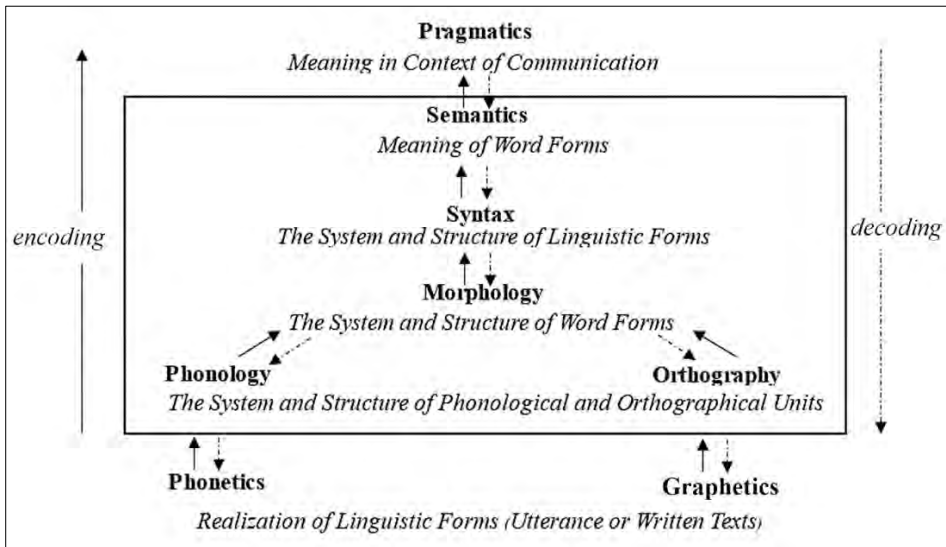 Pragmatics
Meaning in Context of Communication
Semantics
Meaning of Word Forms
Syntax
The System and Structure of Linguistic Forms
encoding
decoding
Morphology
The System and Structure of Word Forms
Phonology Orthography
The System and Structure of Phonological and Orthographical Units
Phonetics Graphetics
Realization of Linguistic Forms (Utterance or Written Texts)